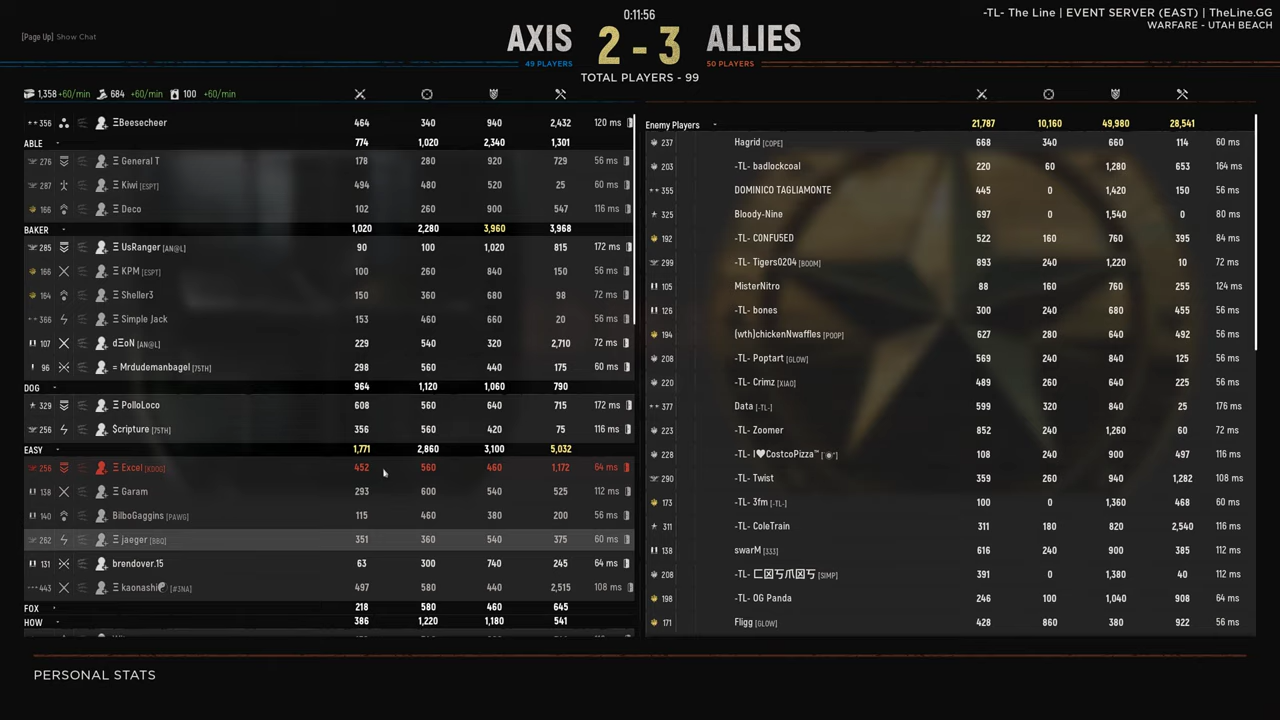 -TL- The Line | EVENT SERVER (EAST) | TheLine.GG
WARFARE - UTAH BEACH
0:11:56
[Page Up] Show Chat
AXIS 2 - 3 ALLIES
49 PLAYERS 50 PLAYERS
TOTAL PLAYERS - 99
1,358 +60/min 684 +60/min 100 +60/min
356 ΞBeesecheer 464 340 940 2,432 120 ms
ABLE 774 1,020 2,340 1,301
276 Ξ General T 178 280 920 729 56 ms
287 Ξ Kiwi [ESPT] 494 480 520 25 60 ms
166 Ξ Deco 102 260 900 547 116 ms
BAKER - 1,020 2,280 3,960 3,968
285 Ξ UsRanger [AN@L] 90 100 1,020 815 172 ms
166 Ξ KPM [ESPT] 100 260 840 150 56 ms
164 Ξ Sheller3 150 360 680 98 72 ms
366 Ξ Simple Jack 153 460 660 20 56 ms
107 dΞoN [AN@L] 229 540 320 2,710 72 ms
96 = Mrdudemanbagel [75TH] 298 560 440 175 60 ms
DOG - 964 1,120 1,060 790
329 Ξ PolloLoco 608 560 640 715 172 ms
256 $cripture [75TH] 356 560 420 75 116 ms
EASY - 1,771 2,860 3,100 5,032
256 Ξ Excel [KDOG] 452 560 460 1,172 64 ms
138 Ξ Garam 293 600 540 525 112 ms
140 BilboGaggins [PAWG] 115 460 380 200 56 ms
262 Ξ jaeger [BBQ] 351 360 540 375 60 ms
131 brendover.15 63 300 740 245 64 ms
443 Ξ kaonashi☯ [#3NA] 497 580 440 2,515 108 ms
FOX 218 580 460 645
HOW - 386 1,220 1,180 541
Enemy Players - 21,787 10,160 49,980 28,541
237 Hagrid [COPE] 668 340 660 114 60 ms
203 -TL- badlockcoal 220 60 1,280 653 164 ms
355 DOMINICO TAGLIAMONTE 445 0 1,420 150 56 ms
325 Bloody-Nine 697 0 1,540 0 80 ms
192 -TL- C0NFU5ED 522 160 760 395 84 ms
299 -TL- Tigers0204 [BOOM] 893 240 1,220 10 72 ms
105 MisterNitro 88 160 760 255 124 ms
126 -TL- bones 300 240 680 455 56 ms
194 (wth)chickenNwaffles [POOP] 627 280 640 492 56 ms
208 -TL- Poptart [GLOW] 569 240 840 125 56 ms
220 -TL- Crimz [XIAO] 489 260 640 225 56 ms
377 Data [-TL-] 599 320 840 25 176 ms
232 -TL- Zoomer 852 240 1,260 60 72 ms
228 -TL- I♥CostcoPizza™ [☀] 108 240 900 497 116 ms
290 -TL- Twist 359 260 940 1,282 108 ms
173 -TL- 3fm [-TL-] 100 0 1,360 468 60 ms
311 -TL- ColeTrain 311 180 820 2,540 116 ms
138 swarM [333] 616 240 900 385 112 ms
208 -TL- [SIMP] 391 0 1,380 40 112 ms
198 -TL- OG Panda 246 100 1,040 908 64 ms
171 Fligg [GLOW] 428 860 380 922 56 ms
PERSONAL STATS